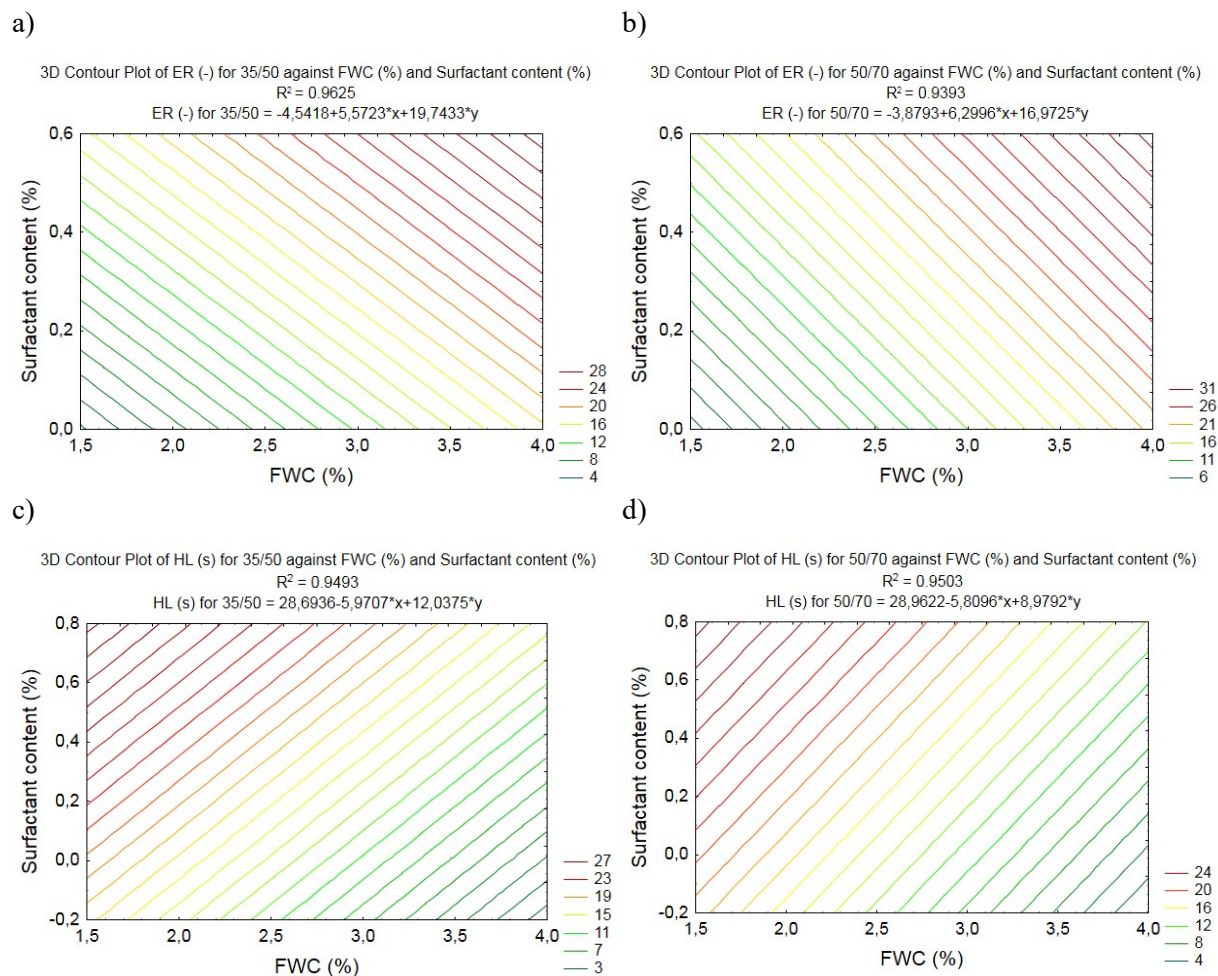 a)
3D Contour Plot of ER (-) for 35/50 against FWC (%) and Surfactant content (%)
R² = 0.9625
ER (-) for 35/50 = -4,5418+5,5723*x+19,7433*y
0,6
0,4
0,2
0,0
Surfactant content (%)
1,5 2,0 2,5 3,0 3,5 4,0
FWC (%)
28
24
20
16
12
8
4
b)
3D Contour Plot of ER (-) for 50/70 against FWC (%) and Surfactant content (%)
R² = 0.9393
ER (-) for 50/70 = -3,8793+6,2996*x+16,9725*y
0,6
0,4
0,2
0,0
Surfactant content (%)
1,5 2,0 2,5 3,0 3,5 4,0
FWC (%)
31
26
21
16
11
6
c)
3D Contour Plot of HL (s) for 35/50 against FWC (%) and Surfactant content (%)
R² = 0.9493
HL (s) for 35/50 = 28,6936-5,9707*x+12,0375*y
0,8
0,6
0,4
0,2
0,0
-0,2
Surfactant content (%)
1,5 2,0 2,5 3,0 3,5 4,0
FWC (%)
27
23
19
15
11
7
3
d)
3D Contour Plot of HL (s) for 50/70 against FWC (%) and Surfactant content (%)
R² = 0.9503
HL (s) for 50/70 = 28,9622-5,8096*x+8,9792*y
0,8
0,6
0,4
0,2
0,0
-0,2
Surfactant content (%)
1,5 2,0 2,5 3,0 3,5 4,0
FWC (%)
24
20
16
12
8
4